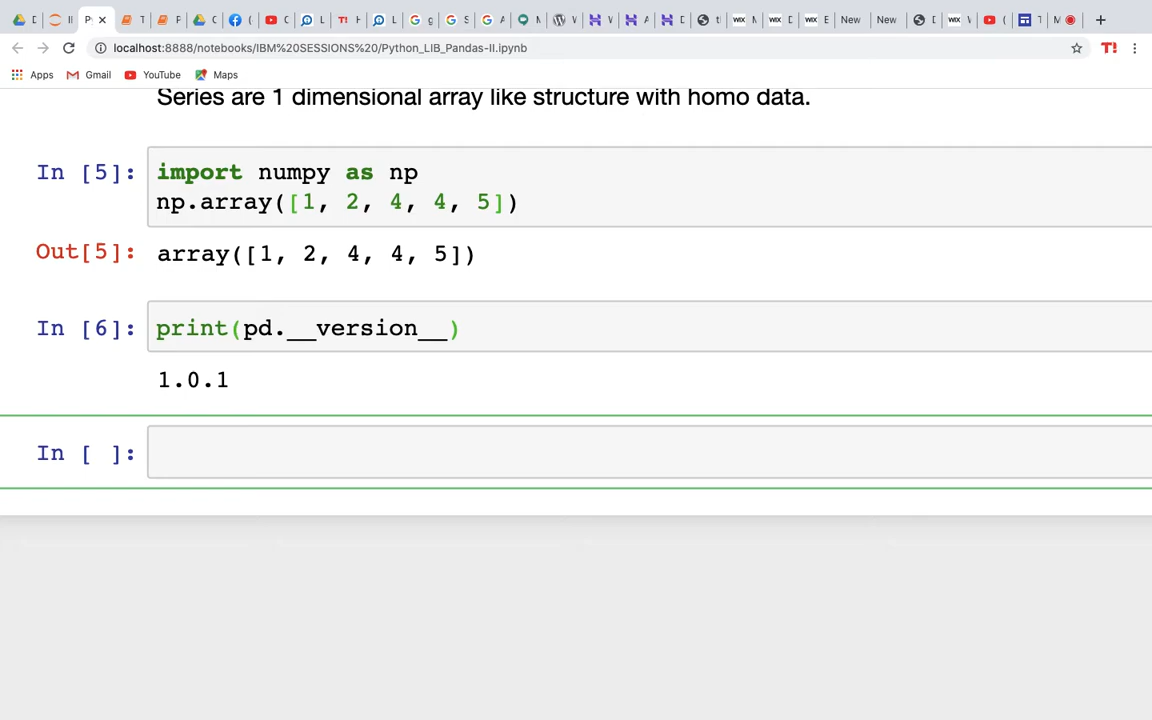 localhost:8888/notebooks/IBM%20SESSIONS%20/Python_LIB_Pandas-II.ipynb
Apps Gmail YouTube Maps
Series are 1 dimensional array like structure with homo data.
In [5]: import numpy as np
np.array([1, 2, 4, 4, 5])
Out[5]: array([1, 2, 4, 4, 5])
In [6]: print(pd.__version__)
1.0.1
In [ ]: